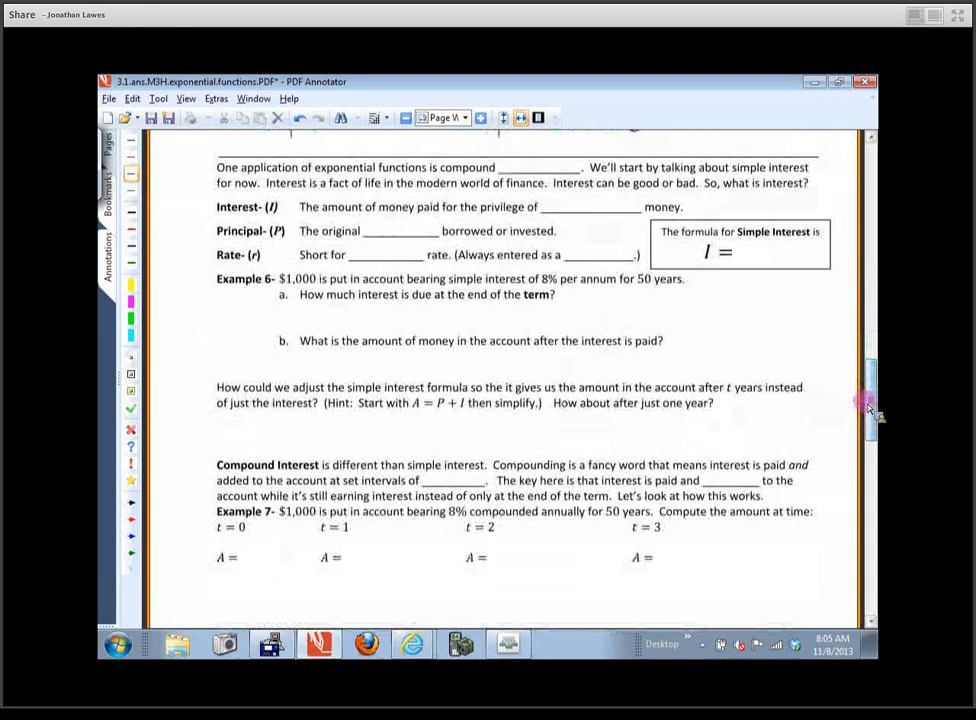 Share - Jonathan Lawes
3.1.ans.M3H.exponential.functions.PDF* - PDF Annotator
File Edit Tool View Extras Window Help
Pages
Bookmarks
Annotations
One application of exponential functions is compound ____________. We'll start by talking about simple interest
for now. Interest is a fact of life in the modern world of finance. Interest can be good or bad. So, what is interest?
Interest- (I) The amount of money paid for the privilege of ______________ money.
Principal- (P) The original ___________ borrowed or invested.
The formula for Simple Interest is
I =
Rate- (r) Short for ___________ rate. (Always entered as a __________.)
Example 6- $1,000 is put in account bearing simple interest of 8% per annum for 50 years.
a. How much interest is due at the end of the term?
b. What is the amount of money in the account after the interest is paid?
How could we adjust the simple interest formula so the it gives us the amount in the account after t years instead
of just the interest? (Hint: Start with A = P + I then simplify.) How about after just one year?
Compound Interest is different than simple interest. Compounding is a fancy word that means interest is paid and
added to the account at set intervals of _________. The key here is that interest is paid and ________ to the
account while it's still earning interest instead of only at the end of the term. Let's look at how this works.
Example 7- $1,000 is put in account bearing 8% compounded annually for 50 years. Compute the amount at time:
t = 0 t = 1 t = 2 t = 3
A = A = A = A =
Desktop
8:05 AM
11/8/2013